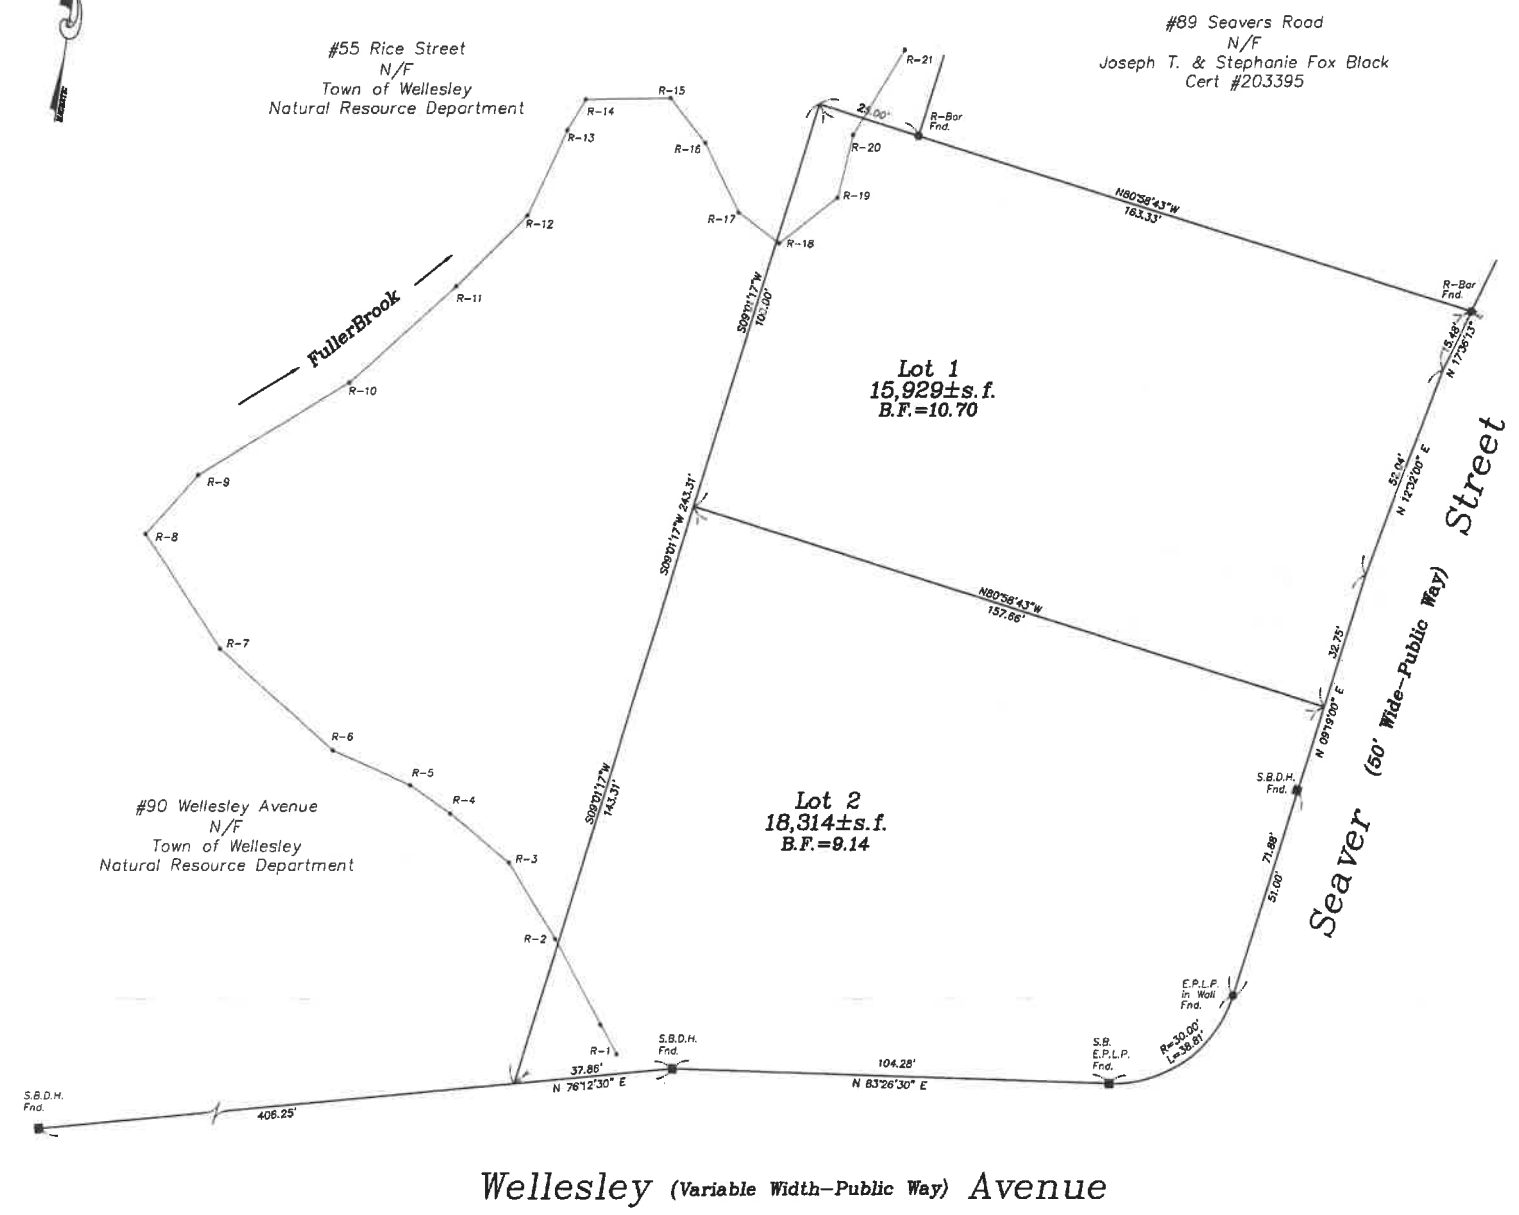 #55 Rice Street
N/F
Town of Wellesley
Natural Resource Department
#89 Seavers Road
N/F
Joseph T. & Stephanie Fox Black
Cert #203395
R-21
R-15
R-14
25.00'
R-Bar
Fnd.
R-13
R-16
R-20
R-19
N80°58'43"W
163.33'
R-12
R-17
R-18
R-11
FullerBrook
S09°01'17"W
100.00'
R-Bar
Fnd.
15.48'
N 17°36'13"
R-10
Lot 1
15,929±s.f.
B.F.=10.70
R-9
S09°01'17"W 243.31'
52.04'
N 12°32'00" E
R-8
N80°58'43"W
157.66'
R-7
32.75'
N 09°19'00" E
Seaver (50' Wide-Public Way) Street
R-6
R-5
R-4
S09°01'17"W
143.31'
S.B.D.H.
Fnd.
#90 Wellesley Avenue
N/F
Town of Wellesley
Natural Resource Department
Lot 2
18,314±s.f.
B.F.=9.14
R-3
71.88'
51.00'
R-2
E.P.L.P.
in Wall
Fnd.
R-1
S.B.D.H.
Fnd.
S.B.
E.P.L.P.
Fnd.
R=30.00'
L=38.81'
37.86'
N 76°12'30" E
104.28'
N 83°26'30" E
S.B.D.H.
Fnd.
406.25'
Wellesley (Variable Width-Public Way) Avenue